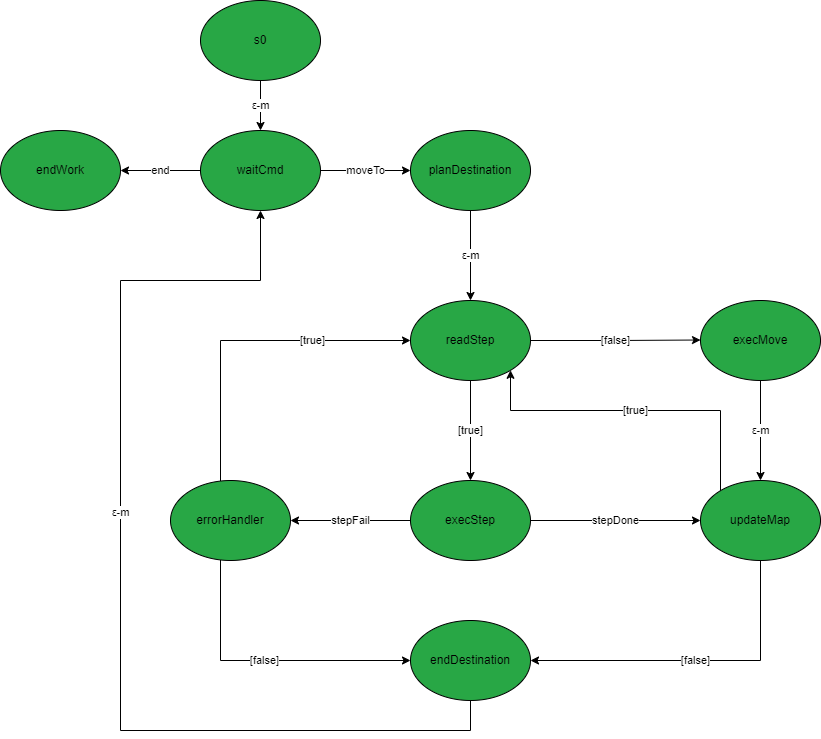 s0
ε-m
endWork
end
waitCmd
moveTo
planDestination
ε-m
[true]
readStep
[false]
execMove
[true]
[true]
ε-m
ε-m
errorHandler
stepFail
execStep
stepDone
updateMap
[false]
endDestination
[false]